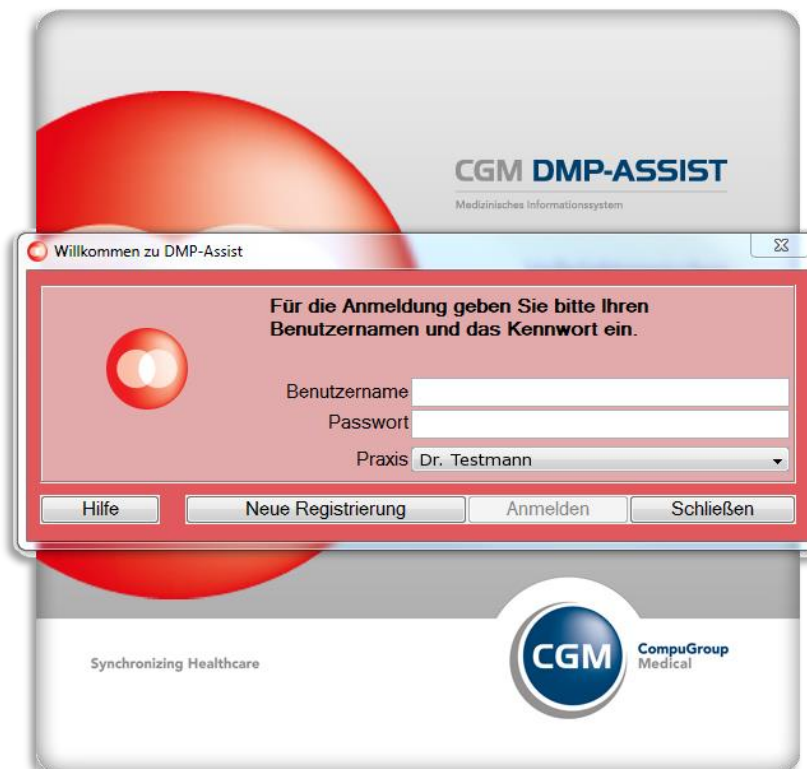 CGM DMP-ASSIST
Medizinisches Informationssystem
Willkommen zu DMP-Assist
Für die Anmeldung geben Sie bitte Ihren
Benutzernamen und das Kennwort ein.
Benutzername
Passwort
Praxis Dr. Testmann
Hilfe Neue Registrierung Anmelden Schließen
Synchronizing Healthcare
CGM
CompuGroup
Medical